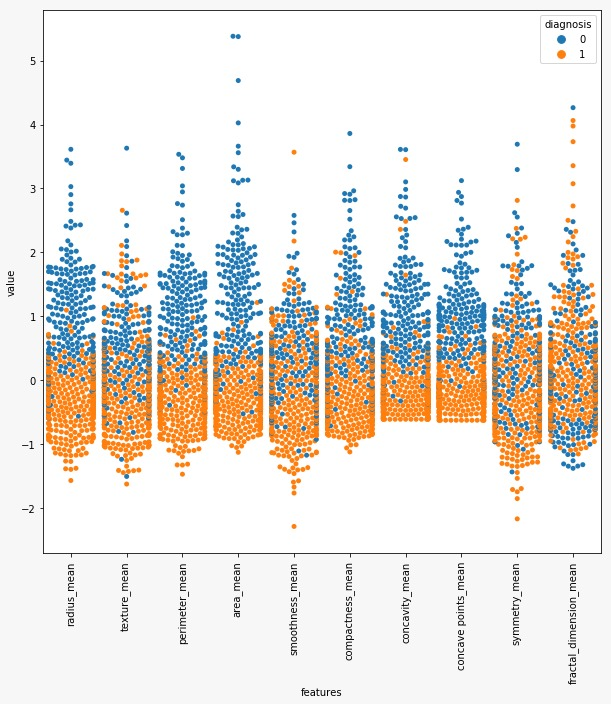 diagnosis
0
1
5
4
3
2
1
0
−1
−2
value
radius_mean
texture_mean
perimeter_mean
area_mean
smoothness_mean
compactness_mean
concavity_mean
concave points_mean
symmetry_mean
fractal_dimension_mean
features